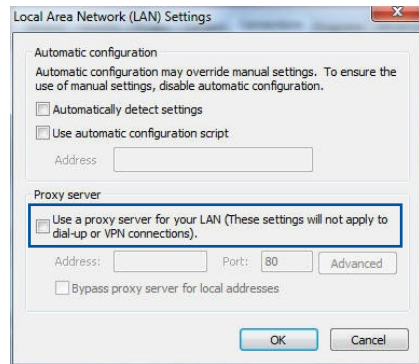 Local Area Network (LAN) Settings
Automatic configuration
Automatic configuration may override manual settings. To ensure the
use of manual settings, disable automatic configuration.
Automatically detect settings
Use automatic configuration script
Address
Proxy server
Use a proxy server for your LAN (These settings will not apply to
dial-up or VPN connections).
Address:
Port:
80
Advanced
Bypass proxy server for local addresses
OK
Cancel